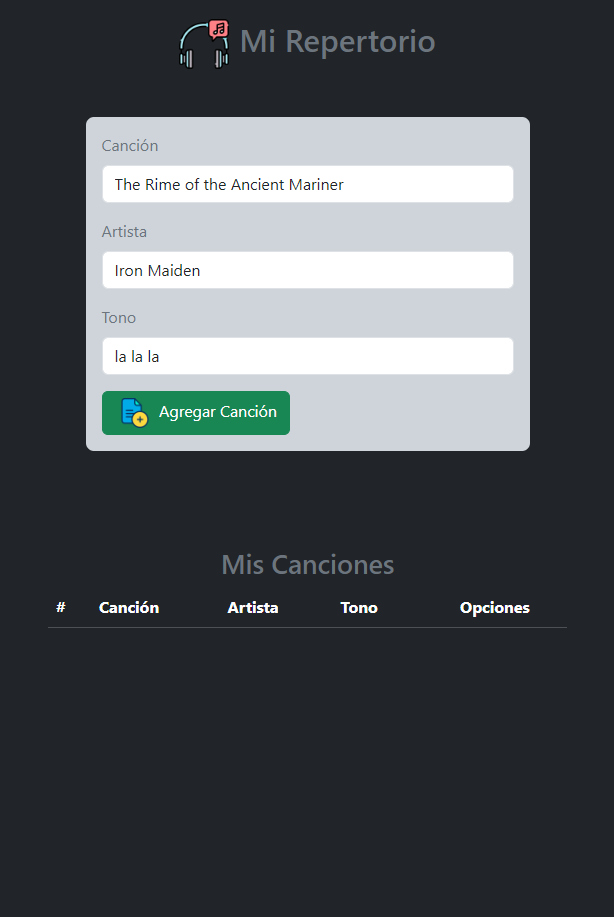 Mi Repertorio
Canción
The Rime of the Ancient Mariner
Artista
Iron Maiden
Tono
la la la
Agregar Canción
Mis Canciones
# Canción Artista Tono Opciones